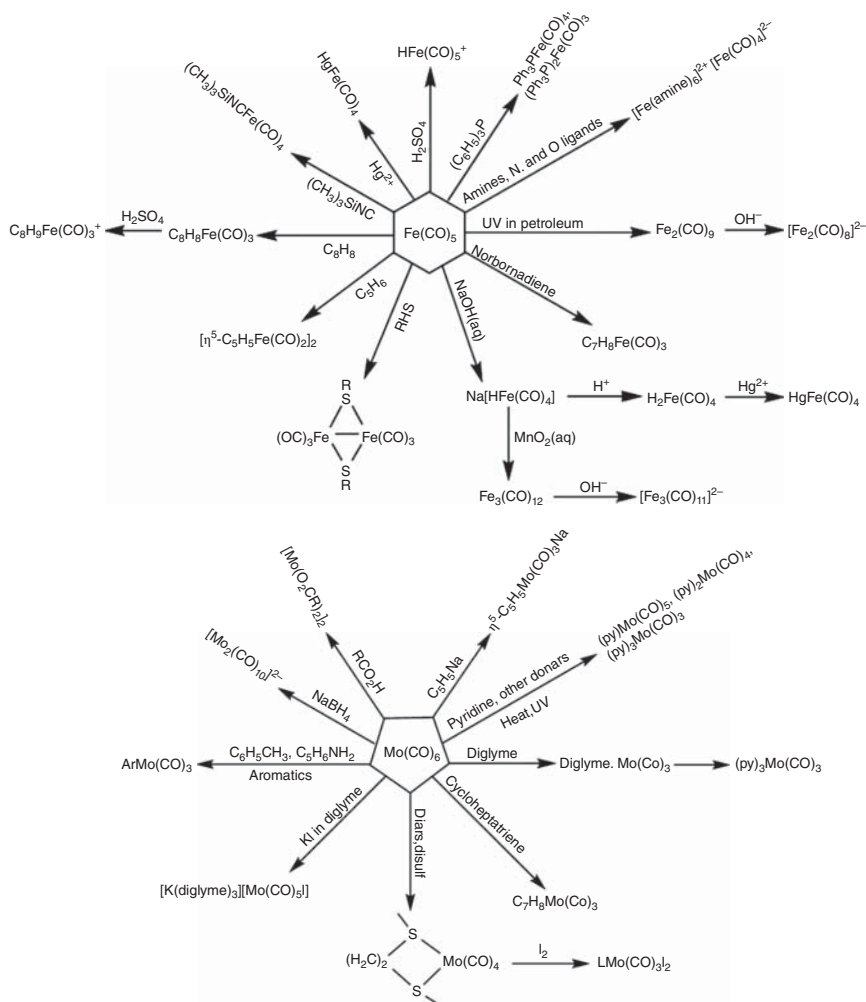 HFe(CO)₅⁺
Ph₃PFe(CO)₄,
(Ph₃P)₂Fe(CO)₃
[Fe(amine)₆]²⁺ [Fe(CO)₄]²⁻
HgFe(CO)₄
(CH₃)₃SiNCFe(CO)₄
H₂SO₄
(C₆H₅)₃P
Amines, N. and O ligands
Hg²⁺
(CH₃)₃SiNC
C₈H₉Fe(CO)₃⁺
H₂SO₄
C₈H₈Fe(CO)₃
C₈H₈
Fe(CO)₅
UV in petroleum
Fe₂(CO)₉
OH⁻
[Fe₂(CO)₈]²⁻
C₅H₆
RHS
NaOH(aq)
Norbornadiene
[η⁵-C₅H₅Fe(CO)₂]₂
C₇H₈Fe(CO)₃
R
S
(OC)₃Fe
Fe(CO)₃
S
R
Na[HFe(CO)₄]
H⁺
H₂Fe(CO)₄
Hg²⁺
HgFe(CO)₄
MnO₂(aq)
Fe₃(CO)₁₂
OH⁻
[Fe₃(CO)₁₁]²⁻
[Mo(O₂CR)₂]₂
η⁵-C₅H₅Mo(CO)₃Na
(py)Mo(CO)₅, (py)₂Mo(CO)₄,
(py)₃Mo(CO)₃
[Mo₂(CO)₁₀]²⁻
RCO₂H
C₅H₅Na
Pyridine, other donars
Heat,UV
NaBH₄
ArMo(CO)₃
C₆H₅CH₃, C₅H₆NH₂
Aromatics
Mo(CO)₆
Diglyme
Diglyme. Mo(Co)₃
(py)₃Mo(CO)₃
KI in diglyme
Diars,disulf
Cycloheptatriene
[K(diglyme)₃][Mo(CO)₅I]
C₇H₈Mo(Co)₃
S
(H₂C)₂
Mo(CO)₄
I₂
LMo(CO)₃I₂
S